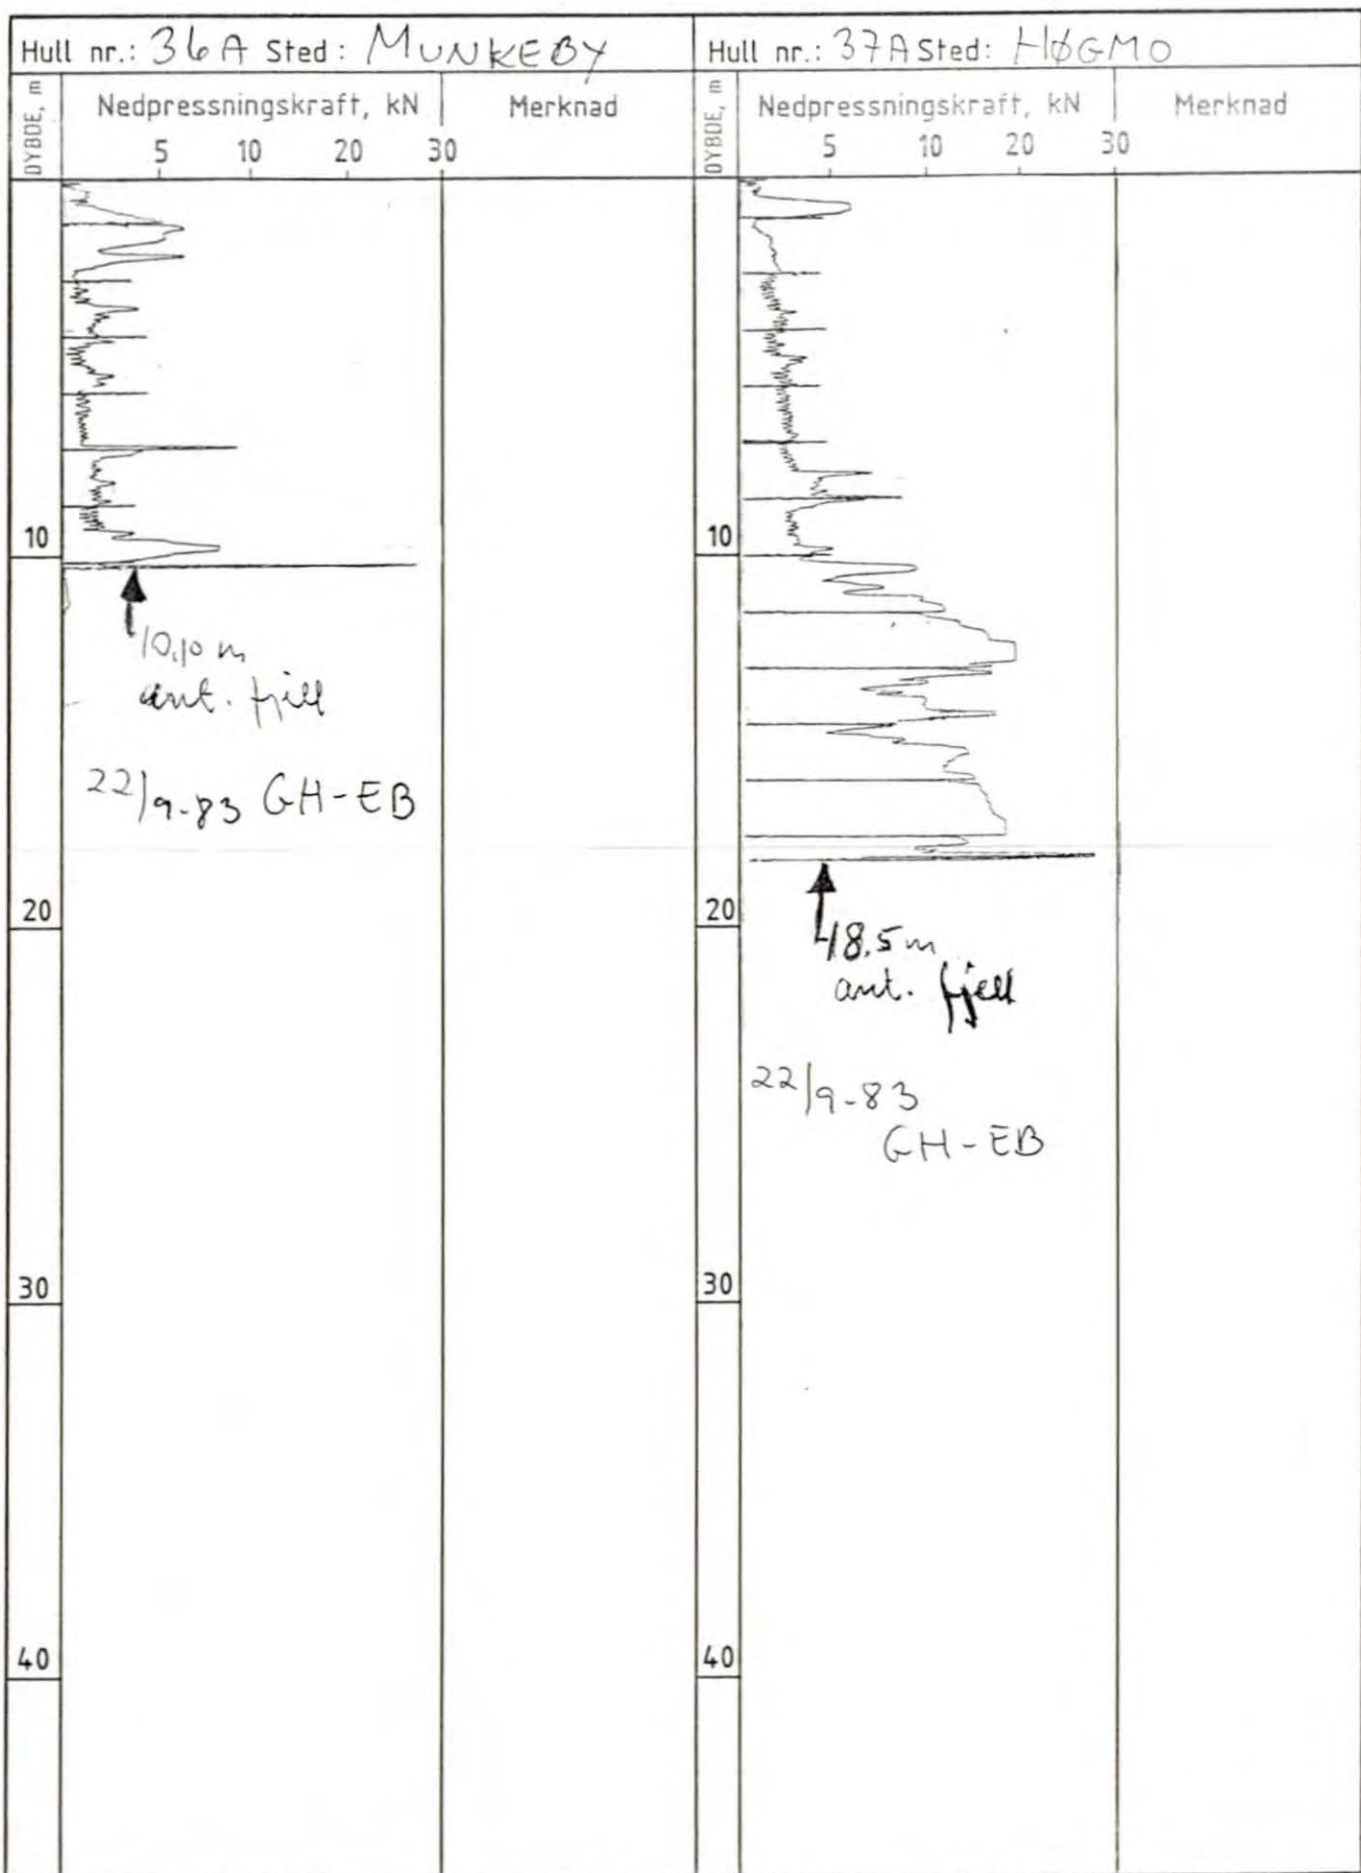 Hull nr.: 36A Sted: MUNKEBY
DYBDE, m
Nedpressningskraft, kN
Merknad
5 10 20 30
10
10,10 m
ant. fjell
22/9-83 GH-EB
20
30
40
Hull nr.: 37A Sted: HØGMO
DYBDE, m
Nedpressningskraft, kN
Merknad
5 10 20 30
10
18.5m
ant. fjell
20
22/9-83
GH-EB
30
40